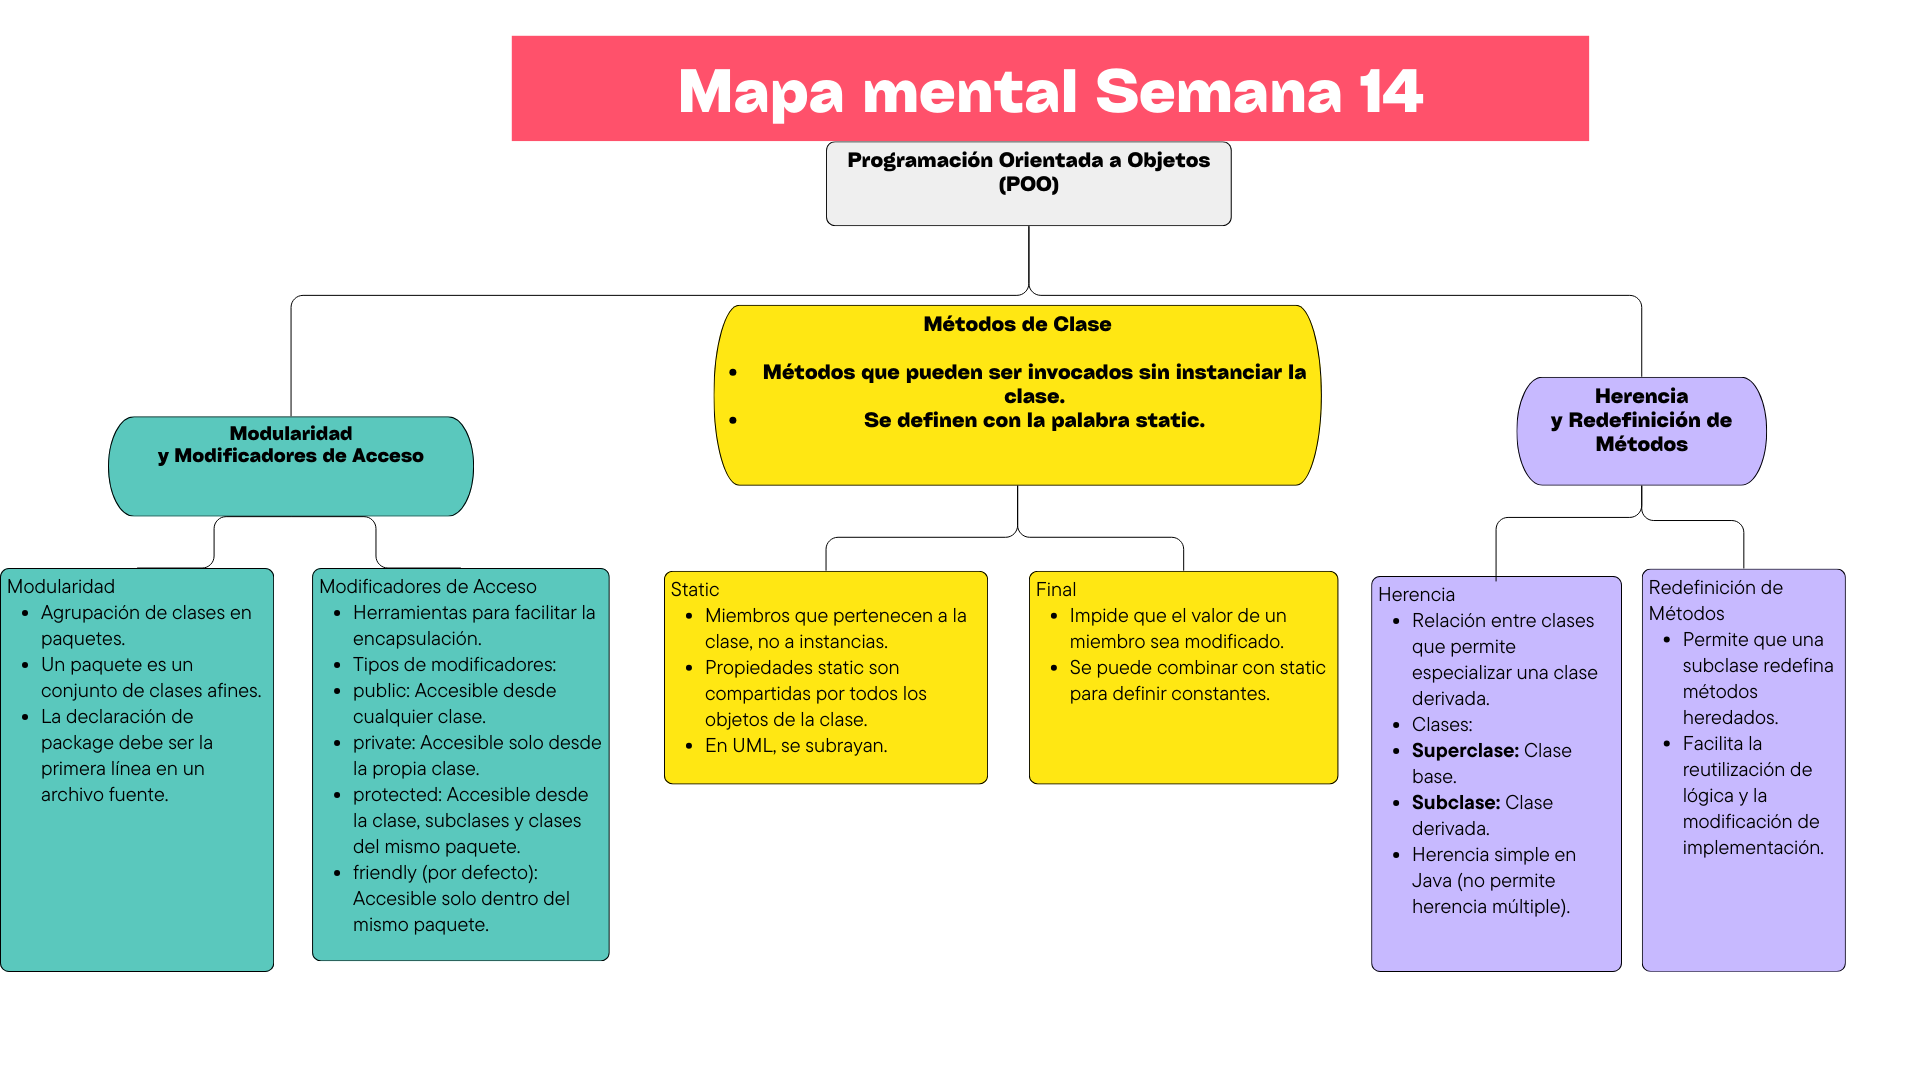 Mapa mental Semana 14
Programación Orientada a Objetos
(POO)
Modularidad
y Modificadores de Acceso
Modularidad
• Agrupación de clases en
paquetes.
• Un paquete es un
conjunto de clases afines.
• La declaración de
package debe ser la
primera línea en un
archivo fuente.
Modificadores de Acceso
• Herramientas para facilitar la
encapsulación.
• Tipos de modificadores:
• public: Accesible desde
cualquier clase.
• private: Accesible solo desde
la propia clase.
• protected: Accesible desde
la clase, subclases y clases
del mismo paquete.
• friendly (por defecto):
Accesible solo dentro del
mismo paquete.
Métodos de Clase
• Métodos que pueden ser invocados sin instanciar la
clase.
• Se definen con la palabra static.
Static
• Miembros que pertenecen a la
clase, no a instancias.
• Propiedades static son
compartidas por todos los
objetos de la clase.
• En UML, se subrayan.
Final
• Impide que el valor de un
miembro sea modificado.
• Se puede combinar con static
para definir constantes.
Herencia
y Redefinición de
Métodos
Herencia
• Relación entre clases
que permite
especializar una clase
derivada.
• Clases:
• Superclase: Clase
base.
• Subclase: Clase
derivada.
• Herencia simple en
Java (no permite
herencia múltiple).
Redefinición de
Métodos
• Permite que una
subclase redefina
métodos
heredados.
• Facilita la
reutilización de
lógica y la
modificación de
implementación.